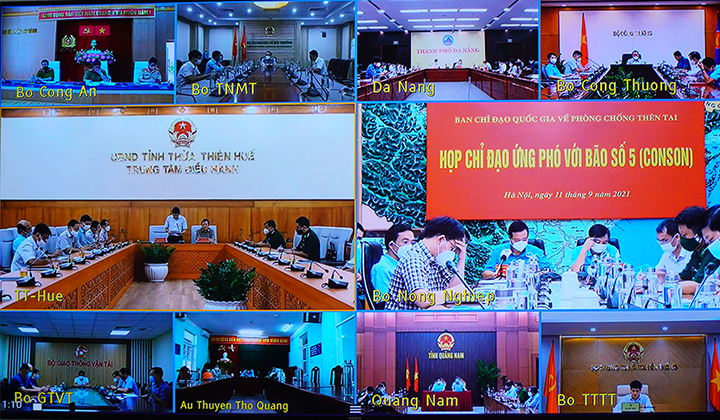 Bo Cong An
Bo TNMT
THÀNH PHỐ ĐÀ NẴNG
Da Nang
BỘ CÔNG THƯƠNG
Bo Cong Thuong
UBND TỈNH THỪA THIÊN HUẾ
TRUNG TÂM ĐIỀU HÀNH
TT-Hue
BAN CHỈ ĐẠO QUỐC GIA VỀ PHÒNG CHỐNG THIÊN TAI
HỌP CHỈ ĐẠO ỨNG PHÓ VỚI BÃO SỐ 5 (CONSON)
Hà Nội, ngày 11 tháng 9 năm 2021
Bo Nong Nghiep
BỘ GIAO THÔNG VẬN TẢI
1:10
Bo GTVT
Au Thuyen Tho Quang
TỈNH QUẢNG NAM
Quang Nam
Bo TTTT